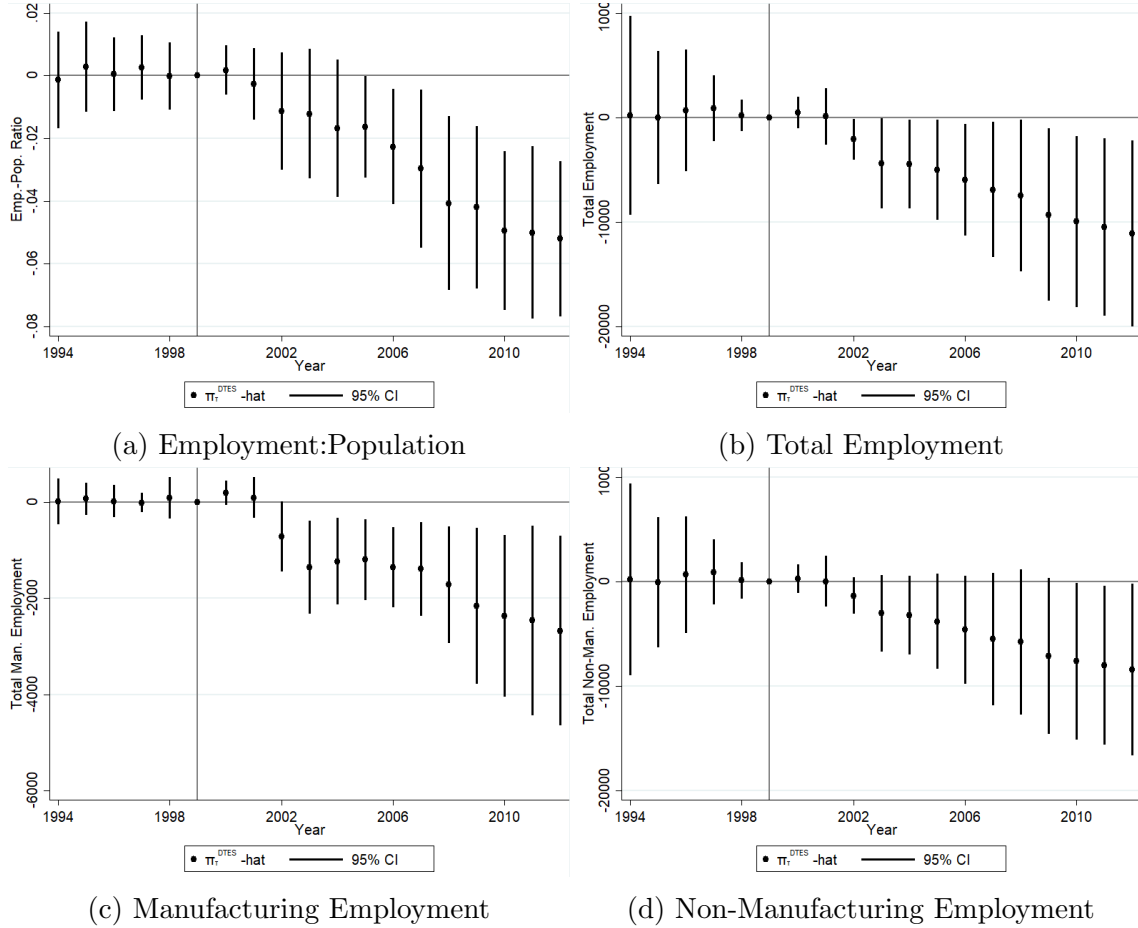 .02
0
-.02
-.04
-.06
-.08
Emp.-Pop. Ratio
1994 1998 2002 2006 2010
Year
π_τ^DTES -hat 95% CI
(a) Employment:Population
1000
0
-10000
-20000
Total Employment
1994 1998 2002 2006 2010
Year
π_τ^DTES -hat 95% CI
(b) Total Employment
0
-2000
-4000
-6000
Total Man. Employment
1994 1998 2002 2006 2010
Year
π_τ^DTES -hat 95% CI
(c) Manufacturing Employment
1000
0
-10000
-20000
Total Non-Man. Employment
1994 1998 2002 2006 2010
Year
π_τ^DTES -hat 95% CI
(d) Non-Manufacturing Employment